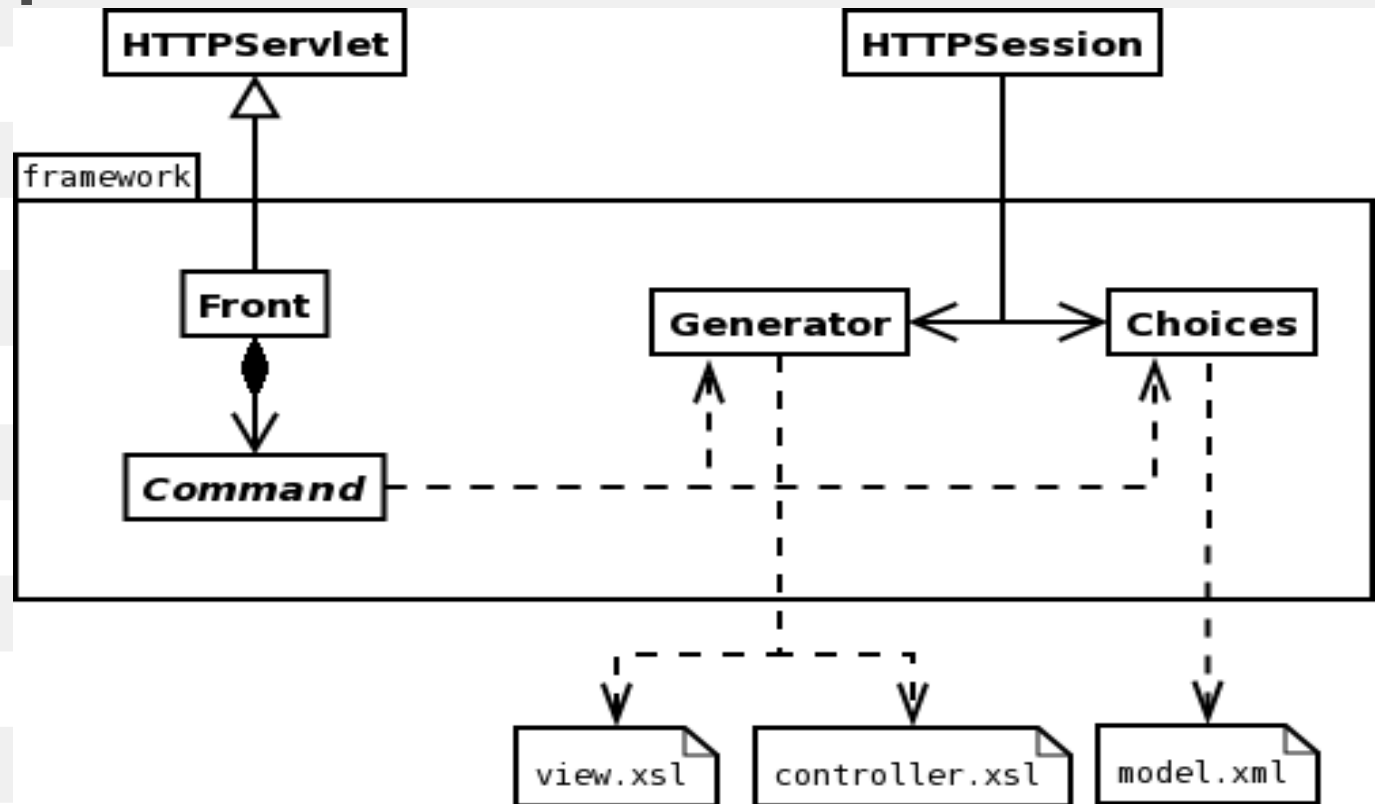 HTTPServlet
HTTPSession
framework
Front
Generator
Choices
Command
view.xsl
controller.xsl
model.xml